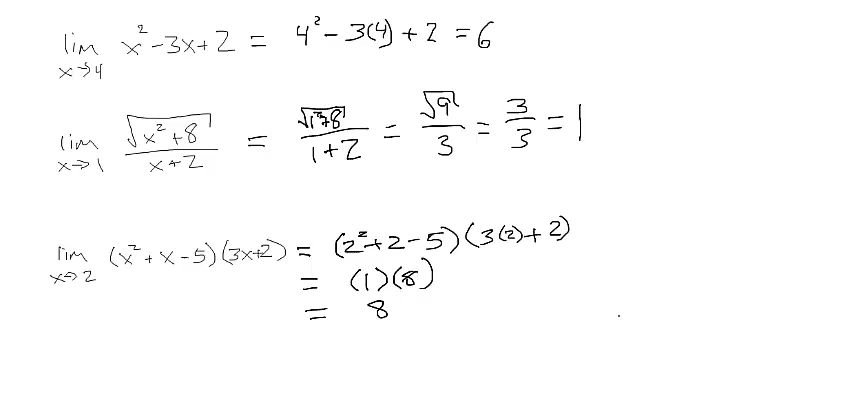 lim x→4 x² - 3x + 2 = 4² - 3(4) + 2 = 6
lim x→1 √(x² + 8) / (x + 2) = √(1² + 8) / (1 + 2) = √9 / 3 = 3/3 = 1
lim x→2 (x² + x - 5)(3x + 2) = (2² + 2 - 5)(3(2) + 2)
= (1)(8)
= 8